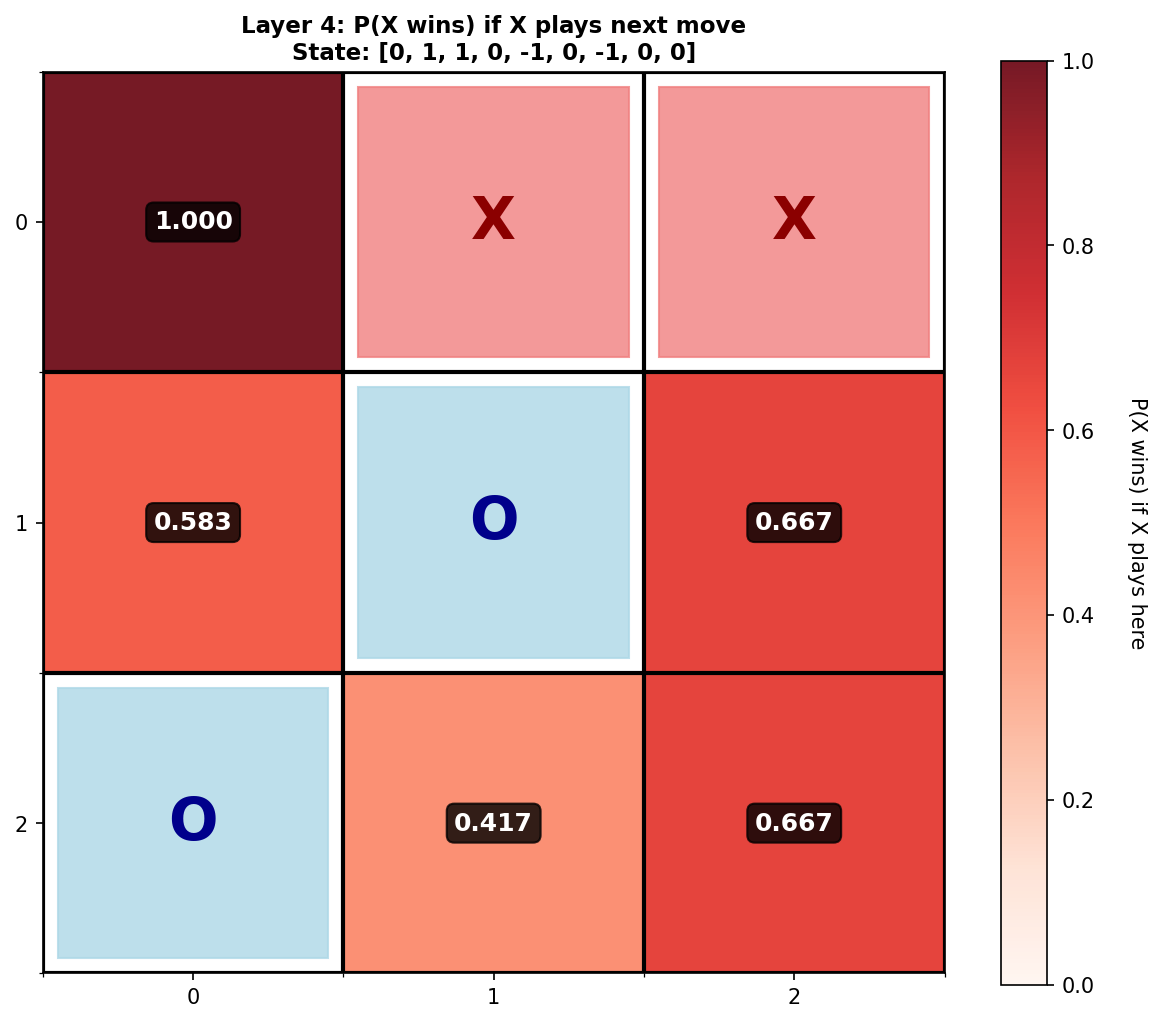 Layer 4: P(X wins) if X plays next move
State: [0, 1, 1, 0, -1, 0, -1, 0, 0]
1.000 X X
0.583 O 0.667
O 0.417 0.667
0
1
2
0 1 2
1.0
0.8
0.6
0.4
0.2
0.0
P(X wins) if X plays here